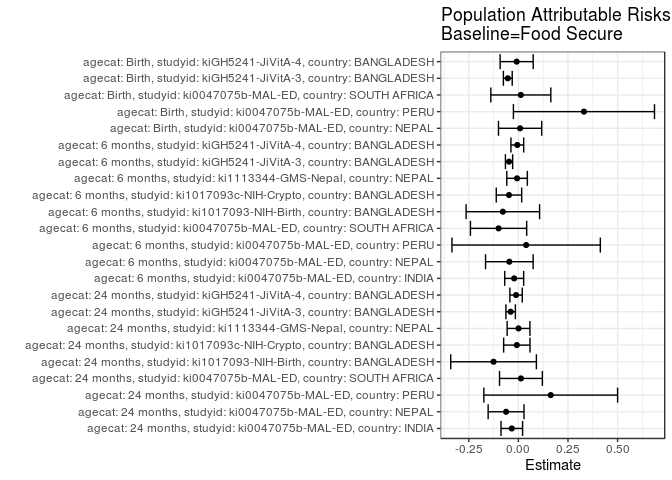 Population Attributable Risks
Baseline=Food Secure
agecat: Birth, studyid: kiGH5241-JiVitA-4, country: BANGLADESH
agecat: Birth, studyid: kiGH5241-JiVitA-3, country: BANGLADESH
agecat: Birth, studyid: ki0047075b-MAL-ED, country: SOUTH AFRICA
agecat: Birth, studyid: ki0047075b-MAL-ED, country: PERU
agecat: Birth, studyid: ki0047075b-MAL-ED, country: NEPAL
agecat: 6 months, studyid: kiGH5241-JiVitA-4, country: BANGLADESH
agecat: 6 months, studyid: kiGH5241-JiVitA-3, country: BANGLADESH
agecat: 6 months, studyid: ki1113344-GMS-Nepal, country: NEPAL
agecat: 6 months, studyid: ki1017093c-NIH-Crypto, country: BANGLADESH
agecat: 6 months, studyid: ki1017093-NIH-Birth, country: BANGLADESH
agecat: 6 months, studyid: ki0047075b-MAL-ED, country: SOUTH AFRICA
agecat: 6 months, studyid: ki0047075b-MAL-ED, country: PERU
agecat: 6 months, studyid: ki0047075b-MAL-ED, country: NEPAL
agecat: 6 months, studyid: ki0047075b-MAL-ED, country: INDIA
agecat: 24 months, studyid: kiGH5241-JiVitA-4, country: BANGLADESH
agecat: 24 months, studyid: kiGH5241-JiVitA-3, country: BANGLADESH
agecat: 24 months, studyid: ki1113344-GMS-Nepal, country: NEPAL
agecat: 24 months, studyid: ki1017093c-NIH-Crypto, country: BANGLADESH
agecat: 24 months, studyid: ki1017093-NIH-Birth, country: BANGLADESH
agecat: 24 months, studyid: ki0047075b-MAL-ED, country: SOUTH AFRICA
agecat: 24 months, studyid: ki0047075b-MAL-ED, country: PERU
agecat: 24 months, studyid: ki0047075b-MAL-ED, country: NEPAL
agecat: 24 months, studyid: ki0047075b-MAL-ED, country: INDIA
-0.25 0.00 0.25 0.50
Estimate